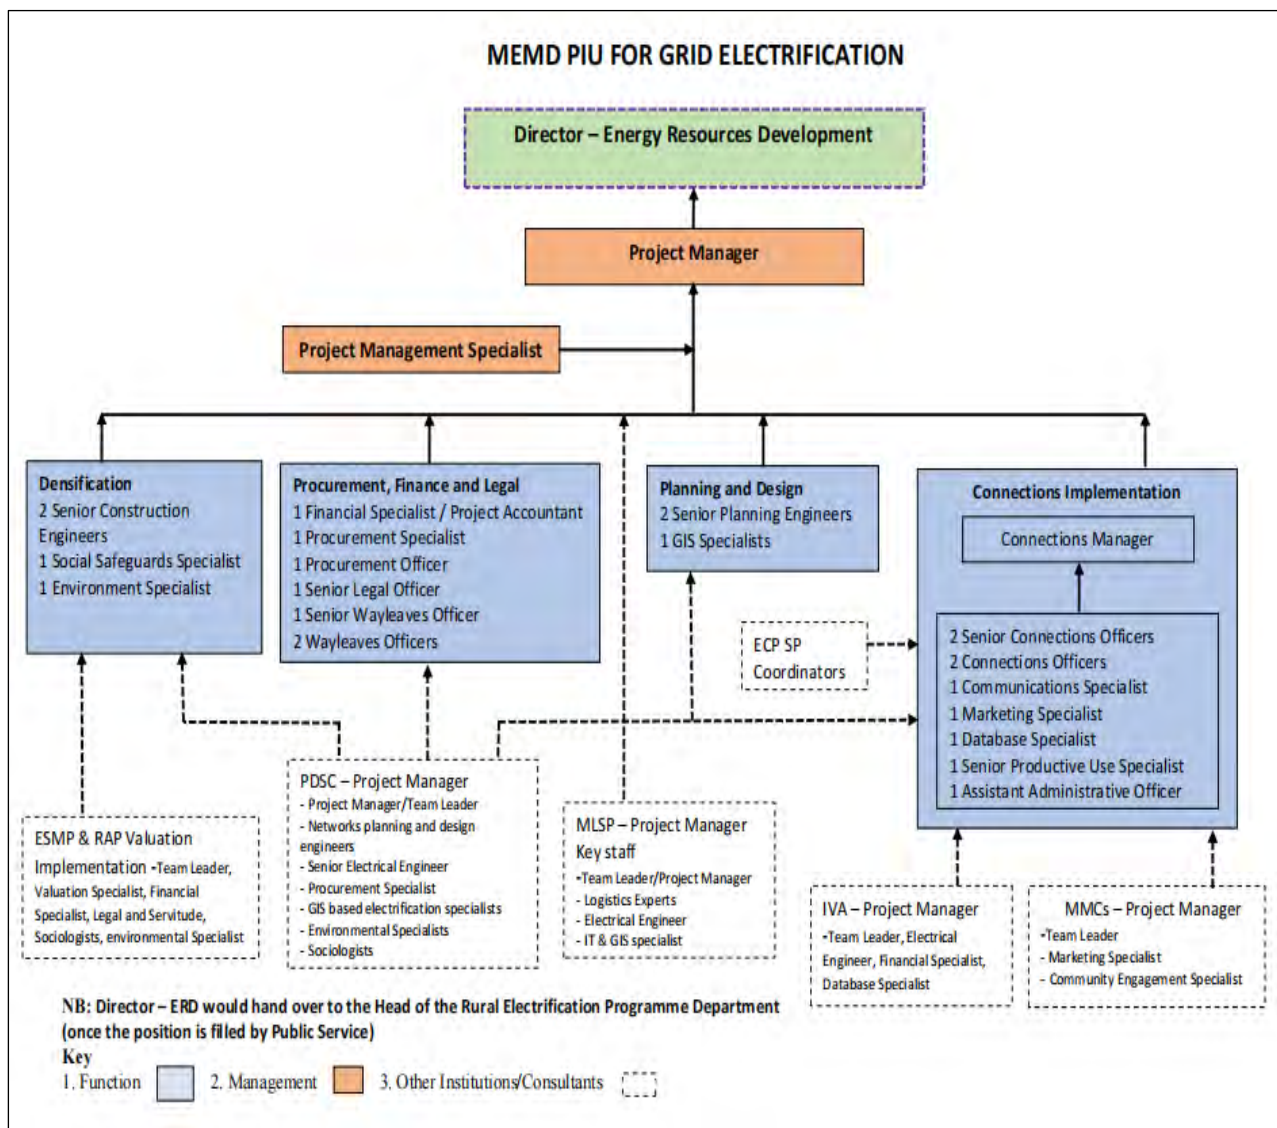 MEMD PIU FOR GRID ELECTRIFICATION
Director – Energy Resources Development
Project Manager
Project Management Specialist
Densification
2 Senior Construction
Engineers
1 Social Safeguards Specialist
1 Environment Specialist
Procurement, Finance and Legal
1 Financial Specialist / Project Accountant
1 Procurement Specialist
1 Procurement Officer
1 Senior Legal Officer
1 Senior Wayleaves Officer
2 Wayleaves Officers
Planning and Design
2 Senior Planning Engineers
1 GIS Specialists
Connections Implementation
Connections Manager
2 Senior Connections Officers
2 Connections Officers
1 Communications Specialist
1 Marketing Specialist
1 Database Specialist
1 Senior Productive Use Specialist
1 Assistant Administrative Officer
ECP SP
Coordinators
ESMP & RAP Valuation
Implementation -Team Leader,
Valuation Specialist, Financial
Specialist, Legal and Servitude,
Sociologists, environmental Specialist
PDSC – Project Manager
- Project Manager/Team Leader
- Networks planning and design
engineers
- Senior Electrical Engineer
- Procurement Specialist
- GIS based electrification specialists
- Environmental Specialists
- Sociologists
MLSP – Project Manager
Key staff
-Team Leader/Project Manager
- Logistics Experts
- Electrical Engineer
- IT & GIS specialist
IVA – Project Manager
-Team Leader, Electrical
Engineer, Financial Specialist,
Database Specialist
MMCs – Project Manager
-Team Leader
- Marketing Specialist
- Community Engagement Specialist
NB: Director – ERD would hand over to the Head of the Rural Electrification Programme Department
(once the position is filled by Public Service)
Key
1. Function 2. Management 3. Other Institutions/Consultants